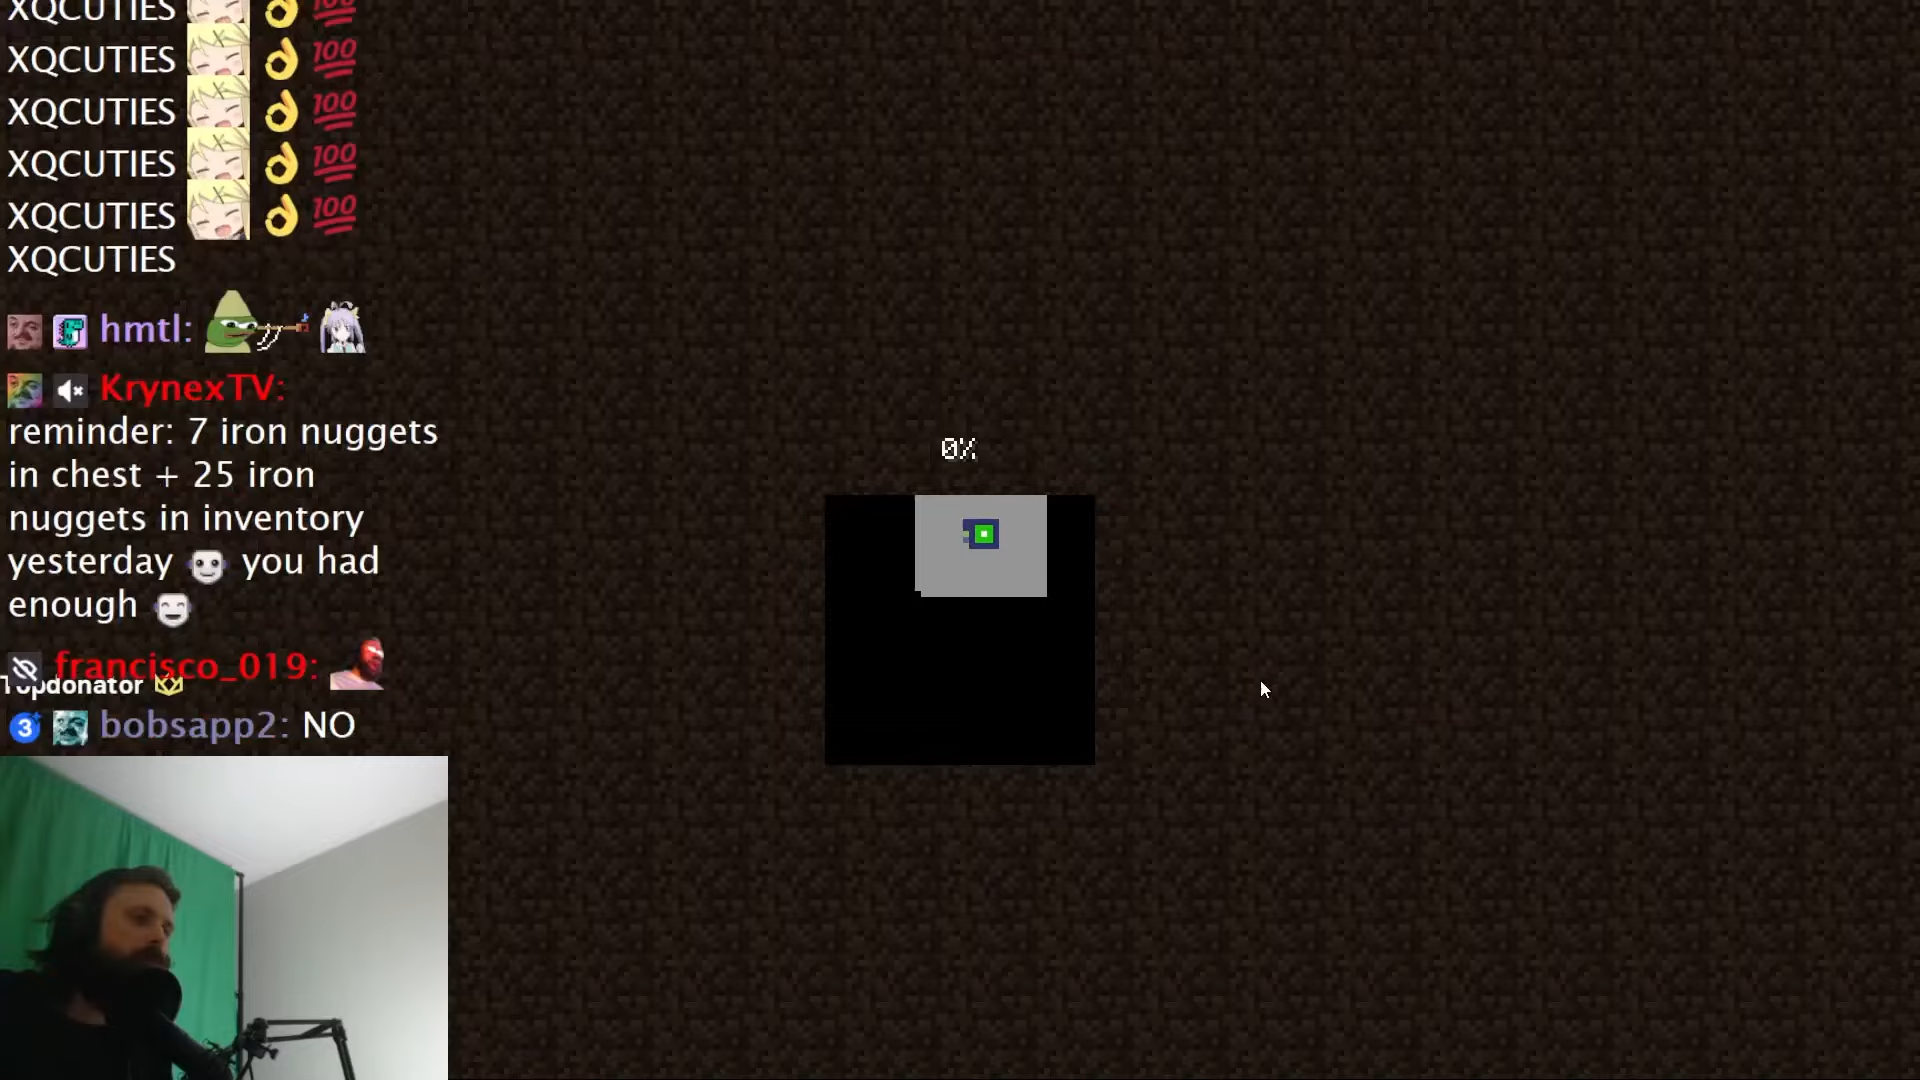 XQCUTIES 👌 💯
XQCUTIES 👌 💯
XQCUTIES 👌 💯
XQCUTIES 👌 💯
XQCUTIES 👌 💯
XQCUTIES
hmtl:
KrynexTV:
reminder: 7 iron nuggets
in chest + 25 iron
nuggets in inventory
yesterday you had
enough
francisco_019:
Topdonator
3 bobsapp2: NO
0%